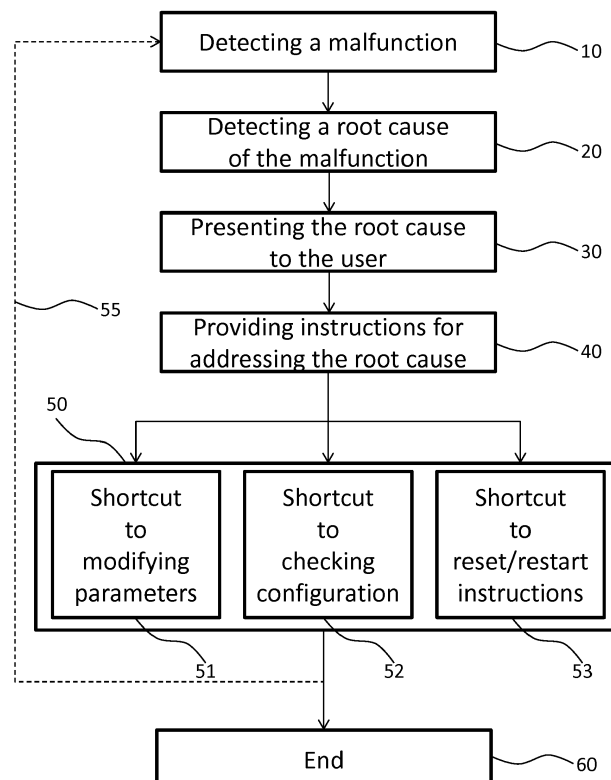 Detecting a malfunction
10
Detecting a root cause
of the malfunction
20
Presenting the root cause
to the user
30
55
Providing instructions for
addressing the root cause
40
50
Shortcut
to
modifying
parameters
Shortcut
to
checking
configuration
Shortcut
to
reset/restart
instructions
51
52
53
End
60